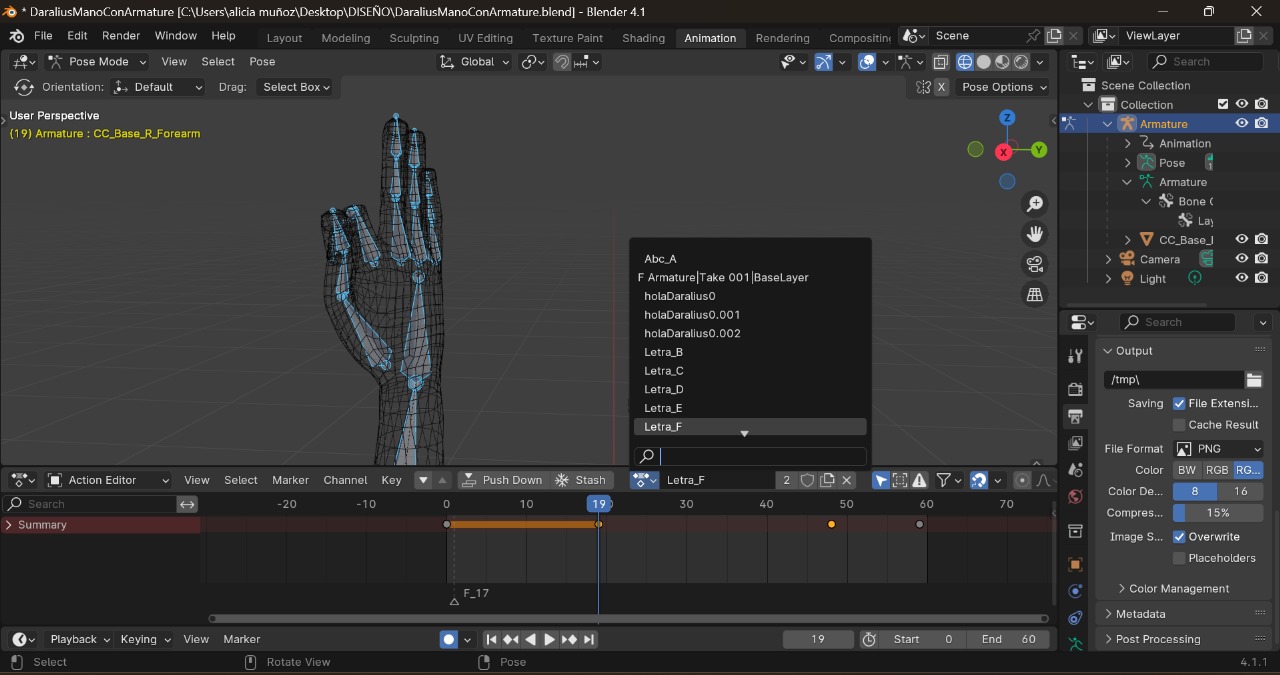 * DaraliusManoConArmature [C:\Users\alicia muñoz\Desktop\DISEÑO\DaraliusManoConArmature.blend] - Blender 4.1
File Edit Render Window Help
Layout Modeling Sculpting UV Editing Texture Paint Shading Animation Rendering Compositing
Scene
ViewLayer
Pose Mode View Select Pose
Global
Orientation: Default Drag: Select Box
X Pose Options
User Perspective
(19) Armature : CC_Base_R_Forearm
Z
X
Y
Abc_A
F Armature|Take 001|BaseLayer
holaDaralius0
holaDaralius0.001
holaDaralius0.002
Letra_B
Letra_C
Letra_D
Letra_E
Letra_F
Search
Scene Collection
Collection
Armature
Animation
Pose
1
Armature
Bone (
Lay
CC_Base_I
Camera
Light
Search
Output
/tmp\
Saving File Extensi...
Cache Result
File Format PNG
Color BW RGB RG...
Color De... 8 16
Compres... 15%
Image S... Overwrite
Placeholders
Color Management
Metadata
Post Processing
Action Editor View Select Marker Channel Key Push Down Stash Letra_F 2
Search
-20 -10 0 10 19 30 40 50 60 70
Summary
F_17
Playback Keying View Marker
19 Start 0 End 60
Select Rotate View Pose
4.1.1